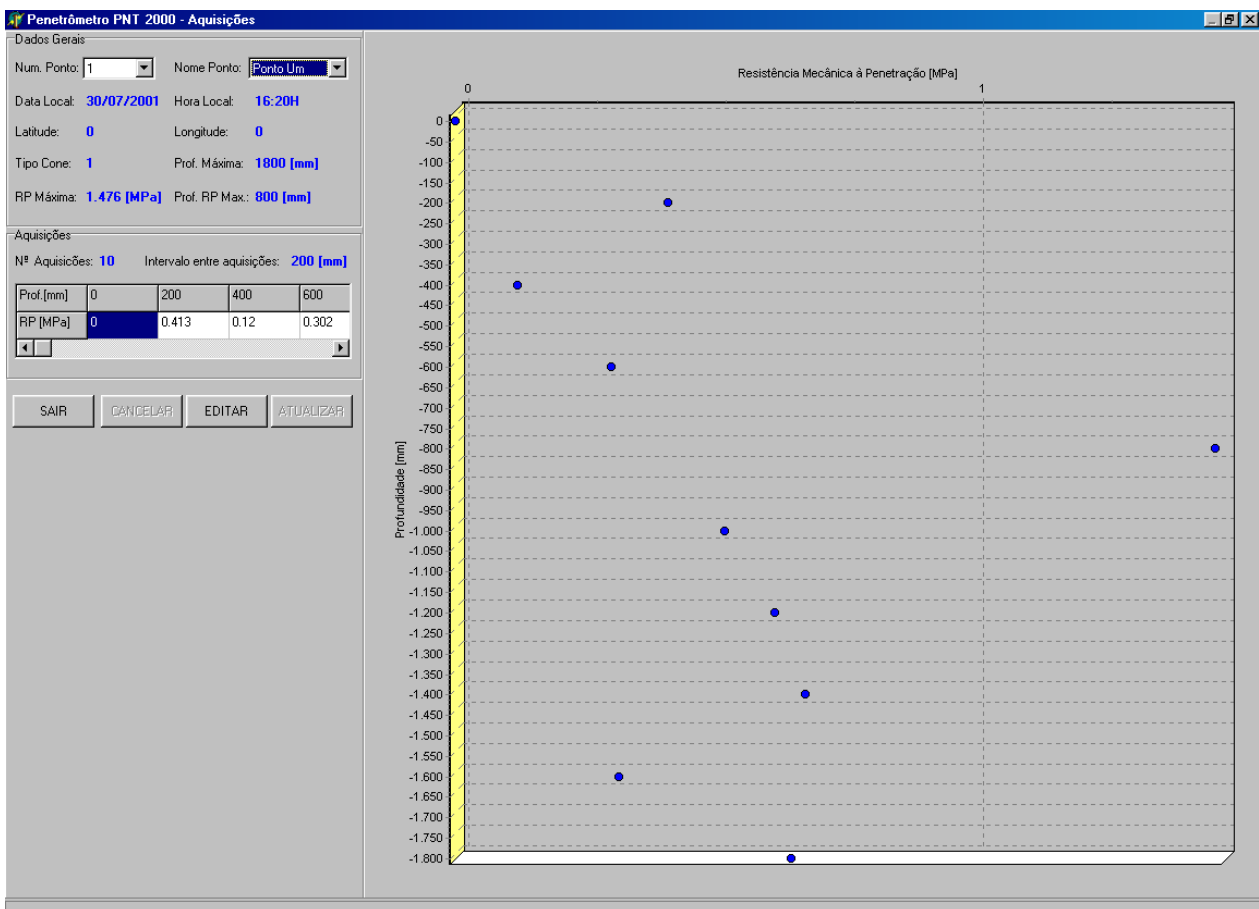 Penetrômetro PNT 2000 - Aquisições
Dados Gerais
Num. Ponto: 1 Nome Ponto: Ponto Um
Data Local: 30/07/2001 Hora Local: 16:20H
Latitude: 0 Longitude: 0
Tipo Cone: 1 Prof. Máxima: 1800 [mm]
RP Máxima: 1.476 [MPa] Prof. RP Max.: 800 [mm]
Aquisições
Nº Aquisicões: 10 Intervalo entre aquisições: 200 [mm]
Prof.[mm] 0 200 400 600
RP [MPa] 0 0.413 0.12 0.302
SAIR CANCELAR EDITAR ATUALIZAR
Resistência Mecânica à Penetração [MPa]
0 1
Profundidade [mm]
0
-50
-100
-150
-200
-250
-300
-350
-400
-450
-500
-550
-600
-650
-700
-750
-800
-850
-900
-950
-1.000
-1.050
-1.100
-1.150
-1.200
-1.250
-1.300
-1.350
-1.400
-1.450
-1.500
-1.550
-1.600
-1.650
-1.700
-1.750
-1.800